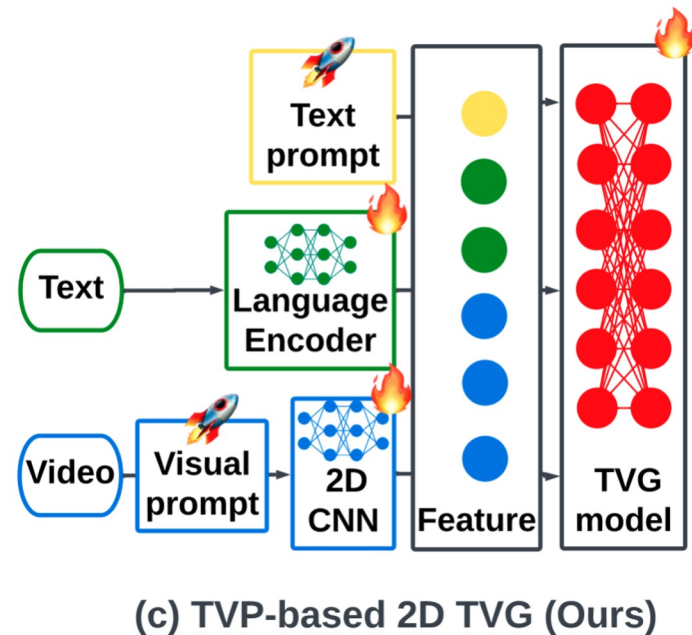 Text
prompt
Text
Language
Encoder
Video
Visual
prompt
2D
CNN
Feature
TVG
model
(c) TVP-based 2D TVG (Ours)